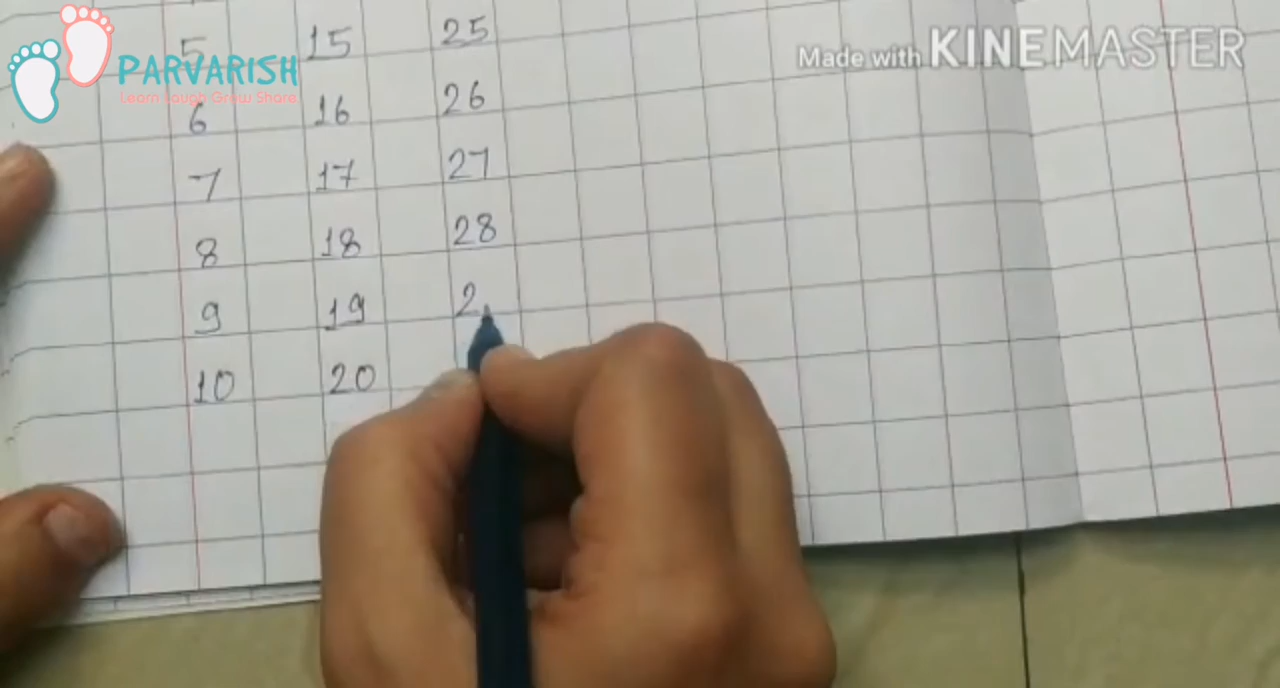 PARVARISH
Learn Laugh Grow Share
Made with KINEMASTER
5 15 25
6 16 26
7 17 27
8 18 28
9 19 2
10 20